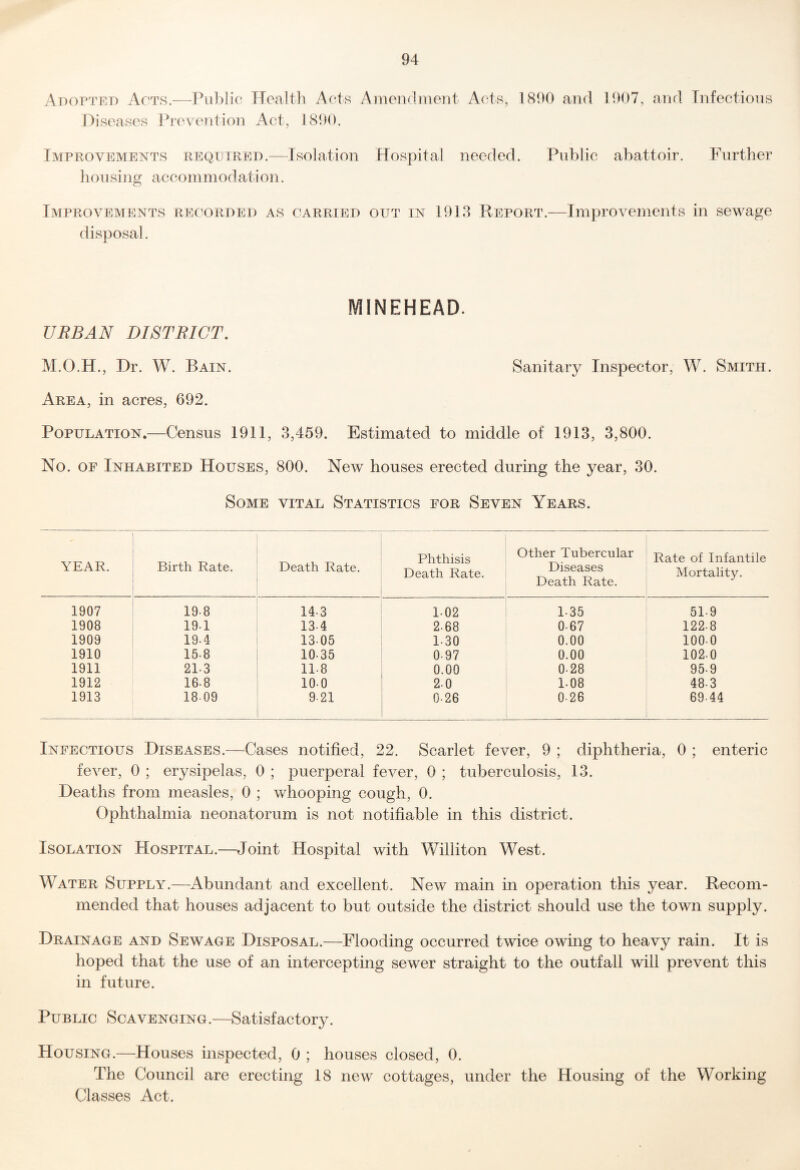 94
Adopted Acts.—Public Health Acts Amendment Acts, 1890 and 1907, and Infectious
Diseases Prevention Act, 1890.
Improvements required.—Isolation Hospital needed. Public abattoir. Further
housing accommodation.
Improvements recorded as carried out in 1913 Report.—Improvements in sewage
disposal.
MINEHEAD.
URBAN DISTRICT.
M.O.H., Dr. W. Bain. Sanitary Inspector, W. Smith.
Area, in acres, 692.
Population.—Census 1911, 3,459. Estimated to middle of 1913, 3,800.
No. of Inhabited Houses, 800. New houses erected during the year, 30.
Some vital Statistics for Seven Years.
YEAR. Birth Rate. Death Rate. Phthisis Death Rate. Other Tubercular Diseases Death Rate. Rate of Infantile Mortality.
1907 19·8 14·3 1·02 1·35 51·9
1908 19·1 13·4 2·68 0·67 122·8
1909 19·4 13·05 1·30 0.00 100·0
1910 15·8 10·35 0·97 0.00 102·0
1911 21·3 11·8 0.00 0·28 95·9
1912 16·8 10·0 2·0 1·08 48·3
1913 18·09 9·21 0·26 0·26 69·44
Infectious Diseases.—Cases notified, 22. Scarlet fever, 9 ; diphtheria, 0 ; enteric
fever, 0 ; erysipelas, 0 ; puerperal fever, 0 ; tuberculosis, 13.
Deaths from measles, 0 ; whooping cough, 0.
Ophthalmia neonatorum is not notifiable in this district.
Isolation Hospital.—Joint Hospital with Williton West.
Water Supply.—Abundant and excellent. New main in operation this year. Recom-
mended that houses adjacent to but outside the district should use the town supply.
Drainage and Sewage Disposal.—Flooding occurred twice owing to heavy rain. It is
hoped that the use of an intercepting sewer straight to the outfall will prevent this
in future.
Public Scavenging.—Satisfactory.
Housing.—Houses inspected, 0 ; houses closed, 0.
The Council are erecting 18 new cottages, under the Housing of the Working
Classes Act.